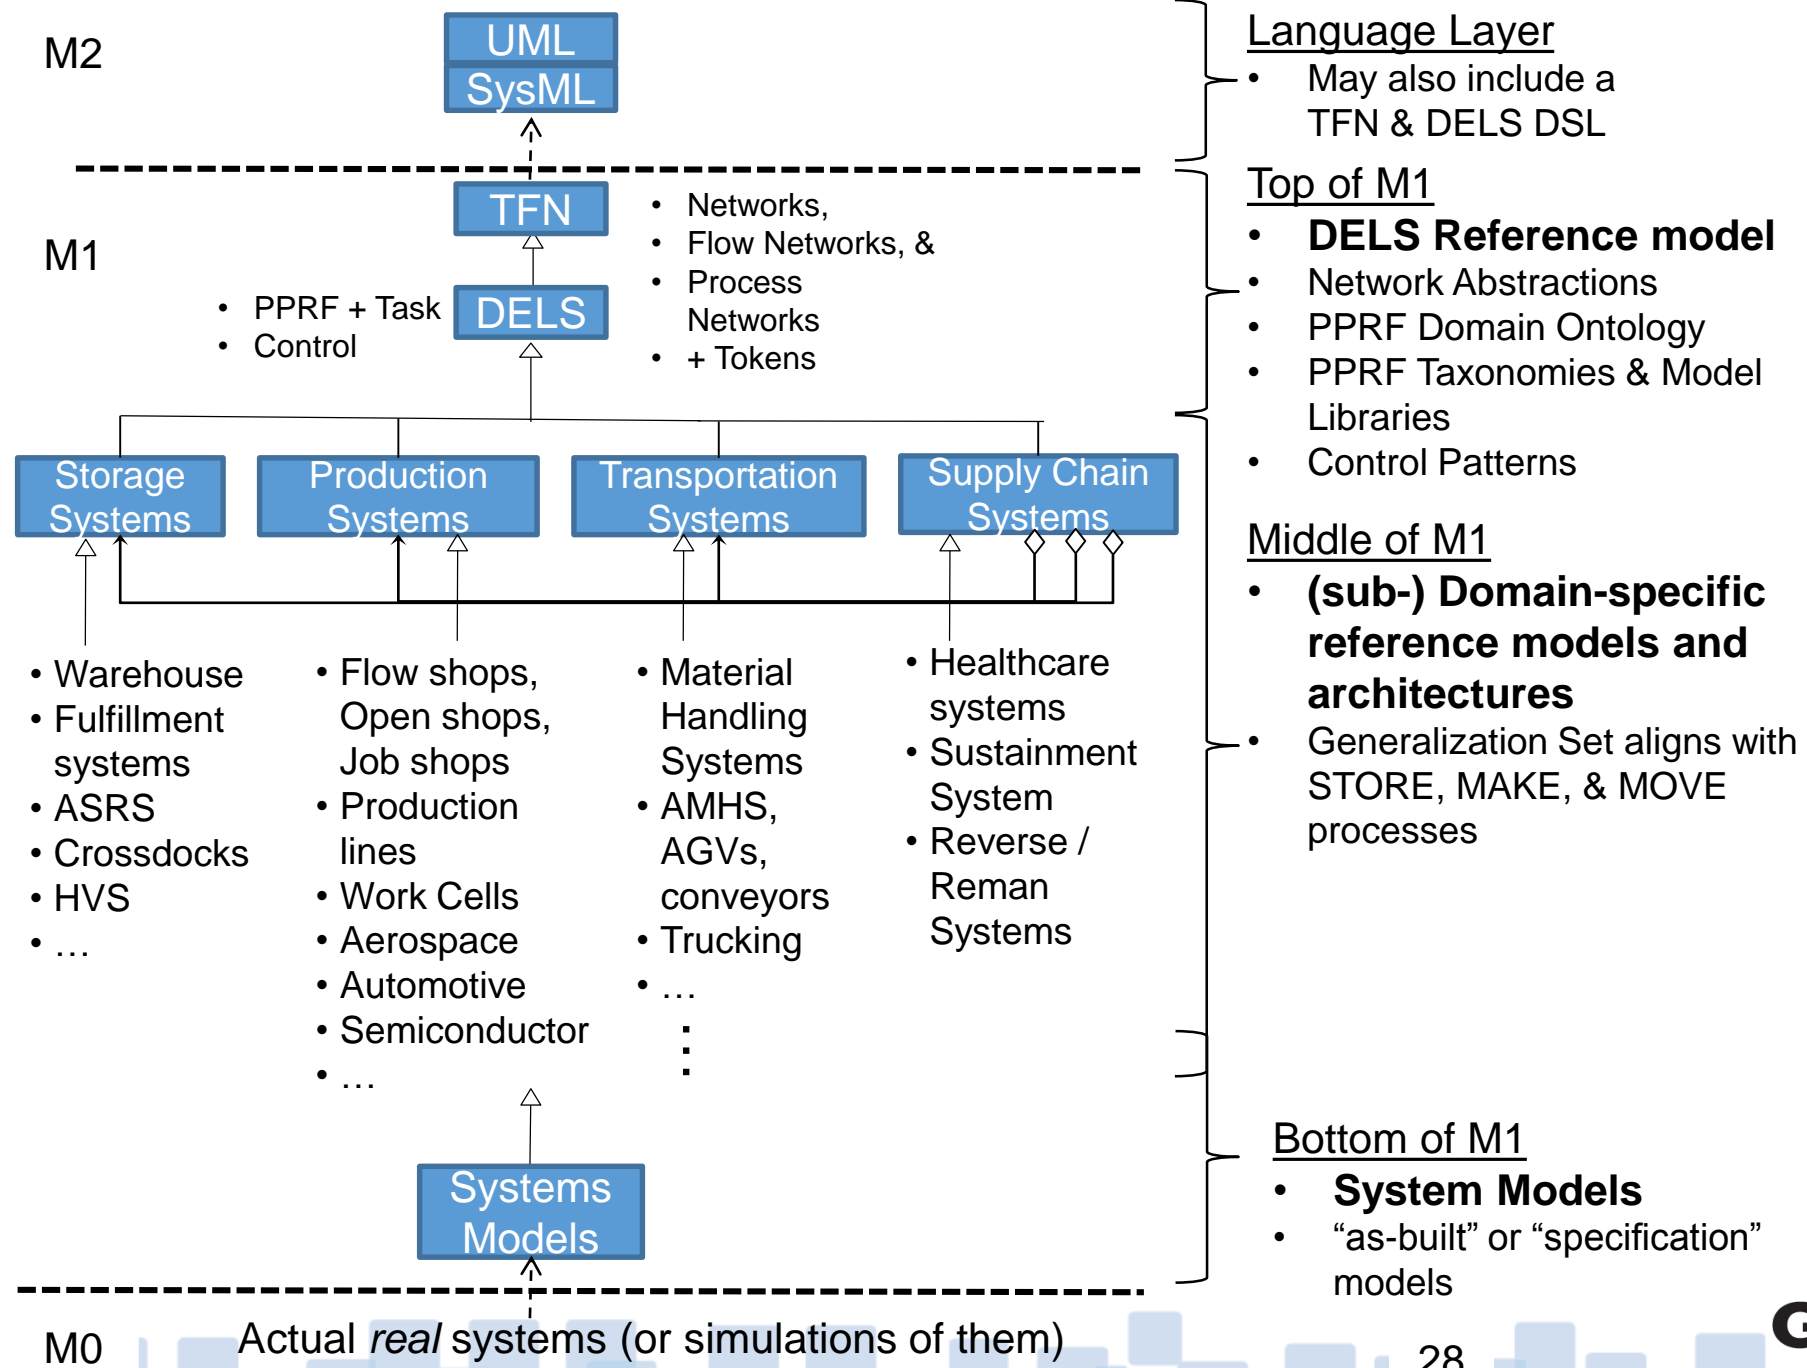 M2
UML
SysML
Language Layer
• May also include a
TFN & DELS DSL
M1
TFN
• Networks,
• Flow Networks, &
• Process
Networks
• + Tokens
• PPRF + Task
• Control
DELS
Top of M1
• DELS Reference model
• Network Abstractions
• PPRF Domain Ontology
• PPRF Taxonomies & Model
Libraries
• Control Patterns
Storage
Systems
Production
Systems
Transportation
Systems
Supply Chain
Systems
Middle of M1
• (sub-) Domain-specific
reference models and
architectures
• Generalization Set aligns with
STORE, MAKE, & MOVE
processes
• Warehouse
• Fulfillment
systems
• ASRS
• Crossdocks
• HVS
• …
• Flow shops,
Open shops,
Job shops
• Production
lines
• Work Cells
• Aerospace
• Automotive
• Semiconductor
• …
• Material
Handling
Systems
• AMHS,
AGVs,
conveyors
• Trucking
• …
• Healthcare
systems
• Sustainment
System
• Reverse /
Reman
Systems
Systems
Models
Bottom of M1
• System Models
• “as-built” or “specification”
models
M0
Actual real systems (or simulations of them)
28
G